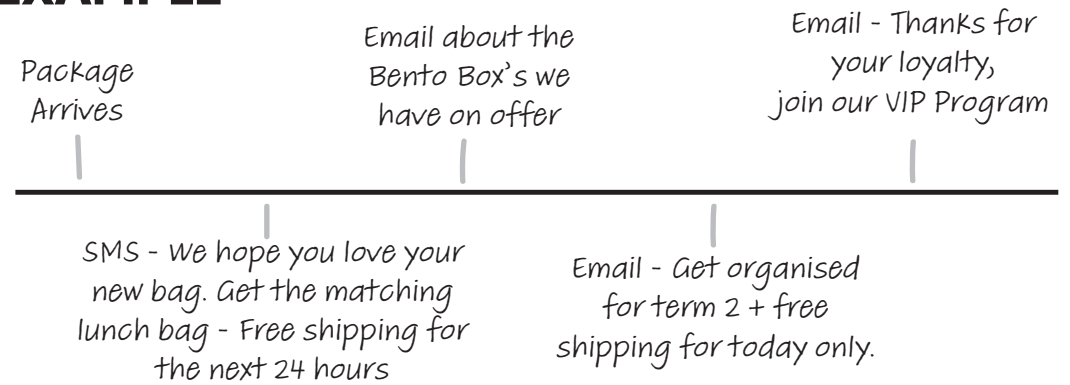 EXAMPLE
Package
Arrives
SMS - We hope you love your
new bag. Get the matching
lunch bag - Free shipping for
the next 24 hours
Email about the
Bento Box's we
have on offer
Email - Get organised
for term 2 + free
shipping for today only.
Email - Thanks for
your loyalty,
join our VIP Program